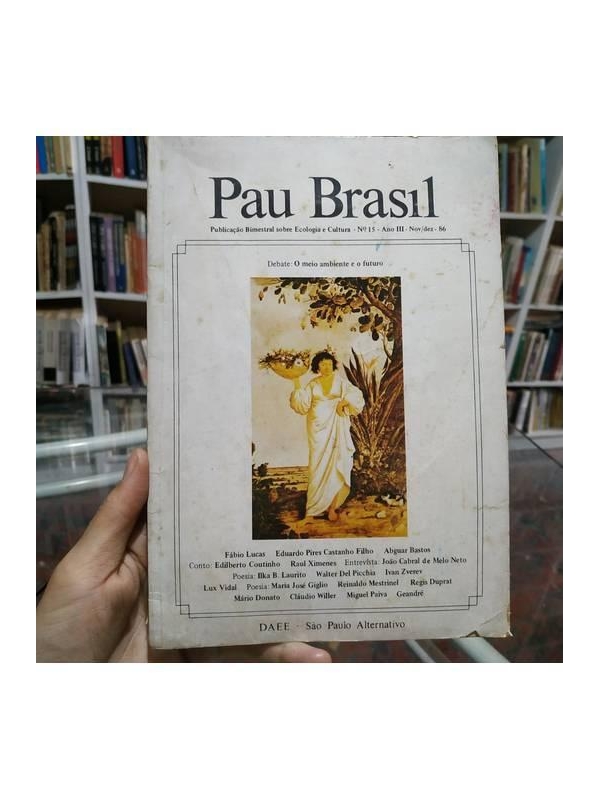 Pau Brasil
Publicação Bimestral sobre Ecologia e Cultura - Nº 15 - Ano III - Nov/dez - 86
Debate: O meio ambiente e o futuro
Fábio Lucas Eduardo Pires Castanho Filho Abguar Bastos
Conto: Edilberto Coutinho Raul Ximenes Entrevista: João Cabral de Melo Neto
Poesia: Ilka B. Laurito Walter Del Picchia Ivan Zverev
Lux Vidal Poesia: Maria José Giglio Reinaldo Mestrinel Regis Duprat
Mário Donato Cláudio Willer Miguel Paiva Geandré
DAEE - São Paulo Alternativo